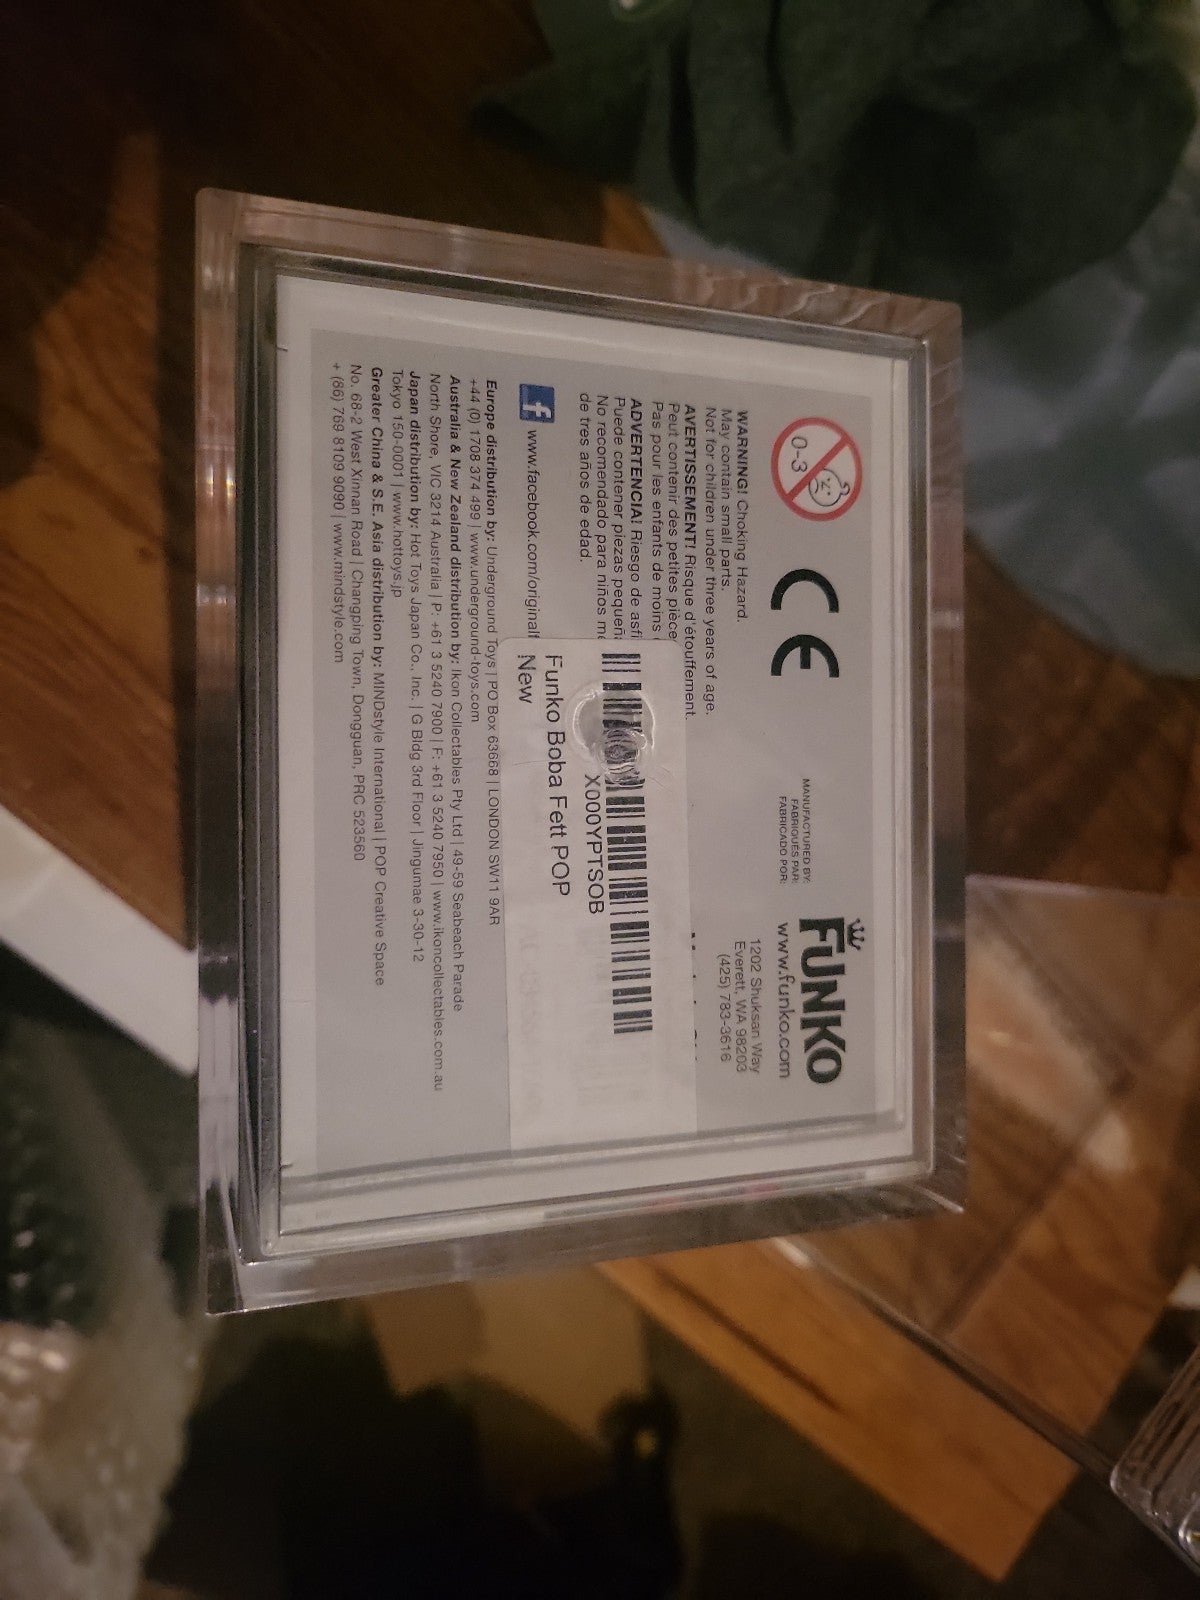 0-3
CE
MANUFACTURED BY:
FABRIQUÉS PAR:
FABRICADO POR:
FUNKO
www.funko.com
1202 Shuksan Way
Everett, WA 98203
(425) 783-3616
WARNING! Choking Hazard.
May contain small parts.
Not for children under three years of age.
AVERTISSEMENT! Risque d'étouffement.
Peut contenir des petites
Pas pour les enfants de moins
ADVERTENCIA! Riesgo de
Puede contener piezas
No recomendado para niños
de tres años de edad.
X000YPTSOB
Funko Boba Fett POP
New
f www.facebook.com/original
Europe distribution by: Underground Toys | PO Box 63668 | LONDON SW11 9AR
+44 (0) 1708 374 499 | www.underground-toys.com
Australia & New Zealand distribution by: Ikon Collectables Pty Ltd | 49-59 Seabeach Parade
North Shore, VIC 3214 Australia | P: +61 3 5240 7900 | F: +61 3 5240 7950 | www.ikoncollectables.com.au
Japan distribution by: Hot Toys Japan Co., Inc. | G Bldg 3rd Floor | Jingumae 3-30-12
Tokyo 150-0001 | www.hottoys.jp
Greater China & S.E. Asia distribution by: MINDstyle International | POP Creative Space
No. 68-2 West Xinnan Road | Changping Town, Dongguan, PRC 523560
+ (86) 769 8109 9090 | www.mindstyle.com